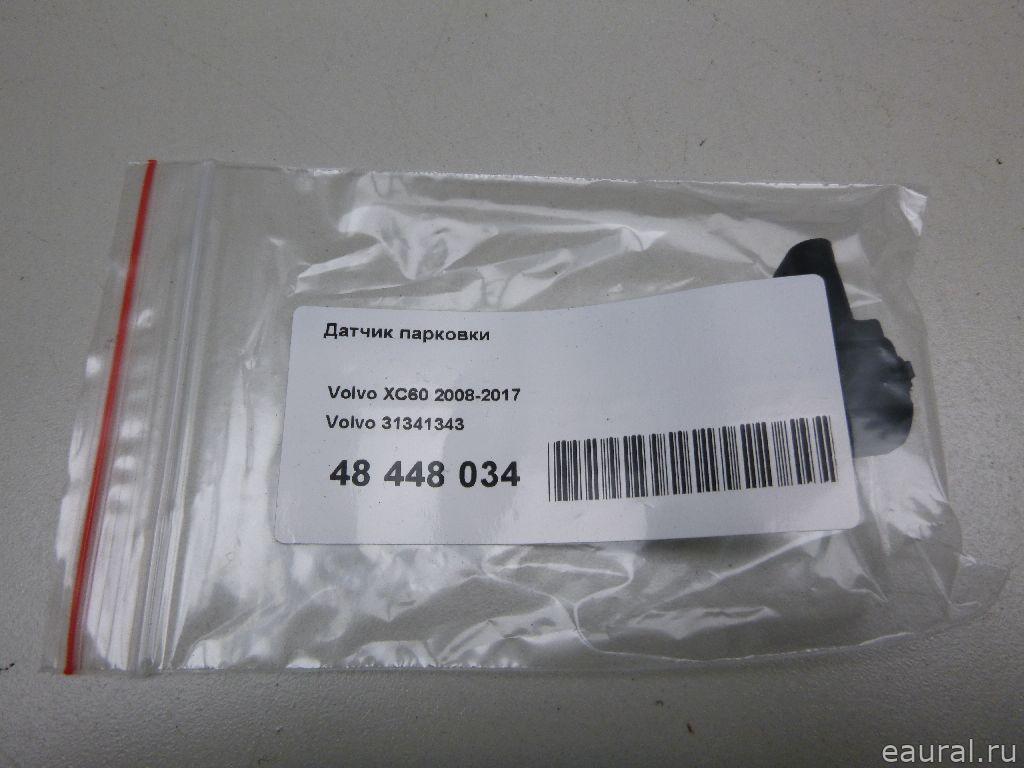 Датчик парковки
Volvo XC60 2008-2017
Volvo 31341343
48 448 034
eaural.ru